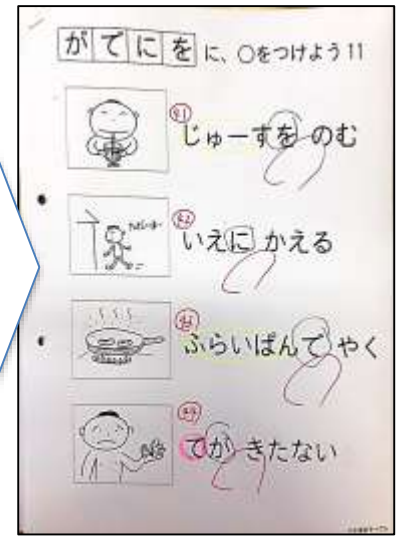 がでにをに、○をつけよう11
じゅーすをのむ
いえにかえる
ふらいぱんでやく
てがきたない